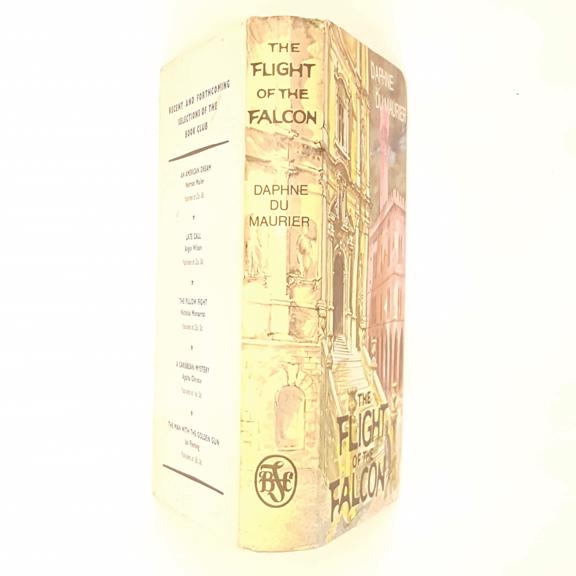 RECENT AND FORTHCOMING
SELECTIONS OF THE
BOOK CLUB
AN AMERICAN DREAM
Norman Mailer
LATE CALL
Angus Wilson
THE PILLOW FIGHT
Nicholas Monsarrat
A CARIBBEAN MYSTERY
Agatha Christie
THE MAN WITH THE GOLDEN GUN
Ian Fleming
THE
FLIGHT
OF THE
FALCON
DAPHNE
DU
MAURIER
DAPHNE
DU MAURIER
THE
FLIGHT
OF THE
FALCON